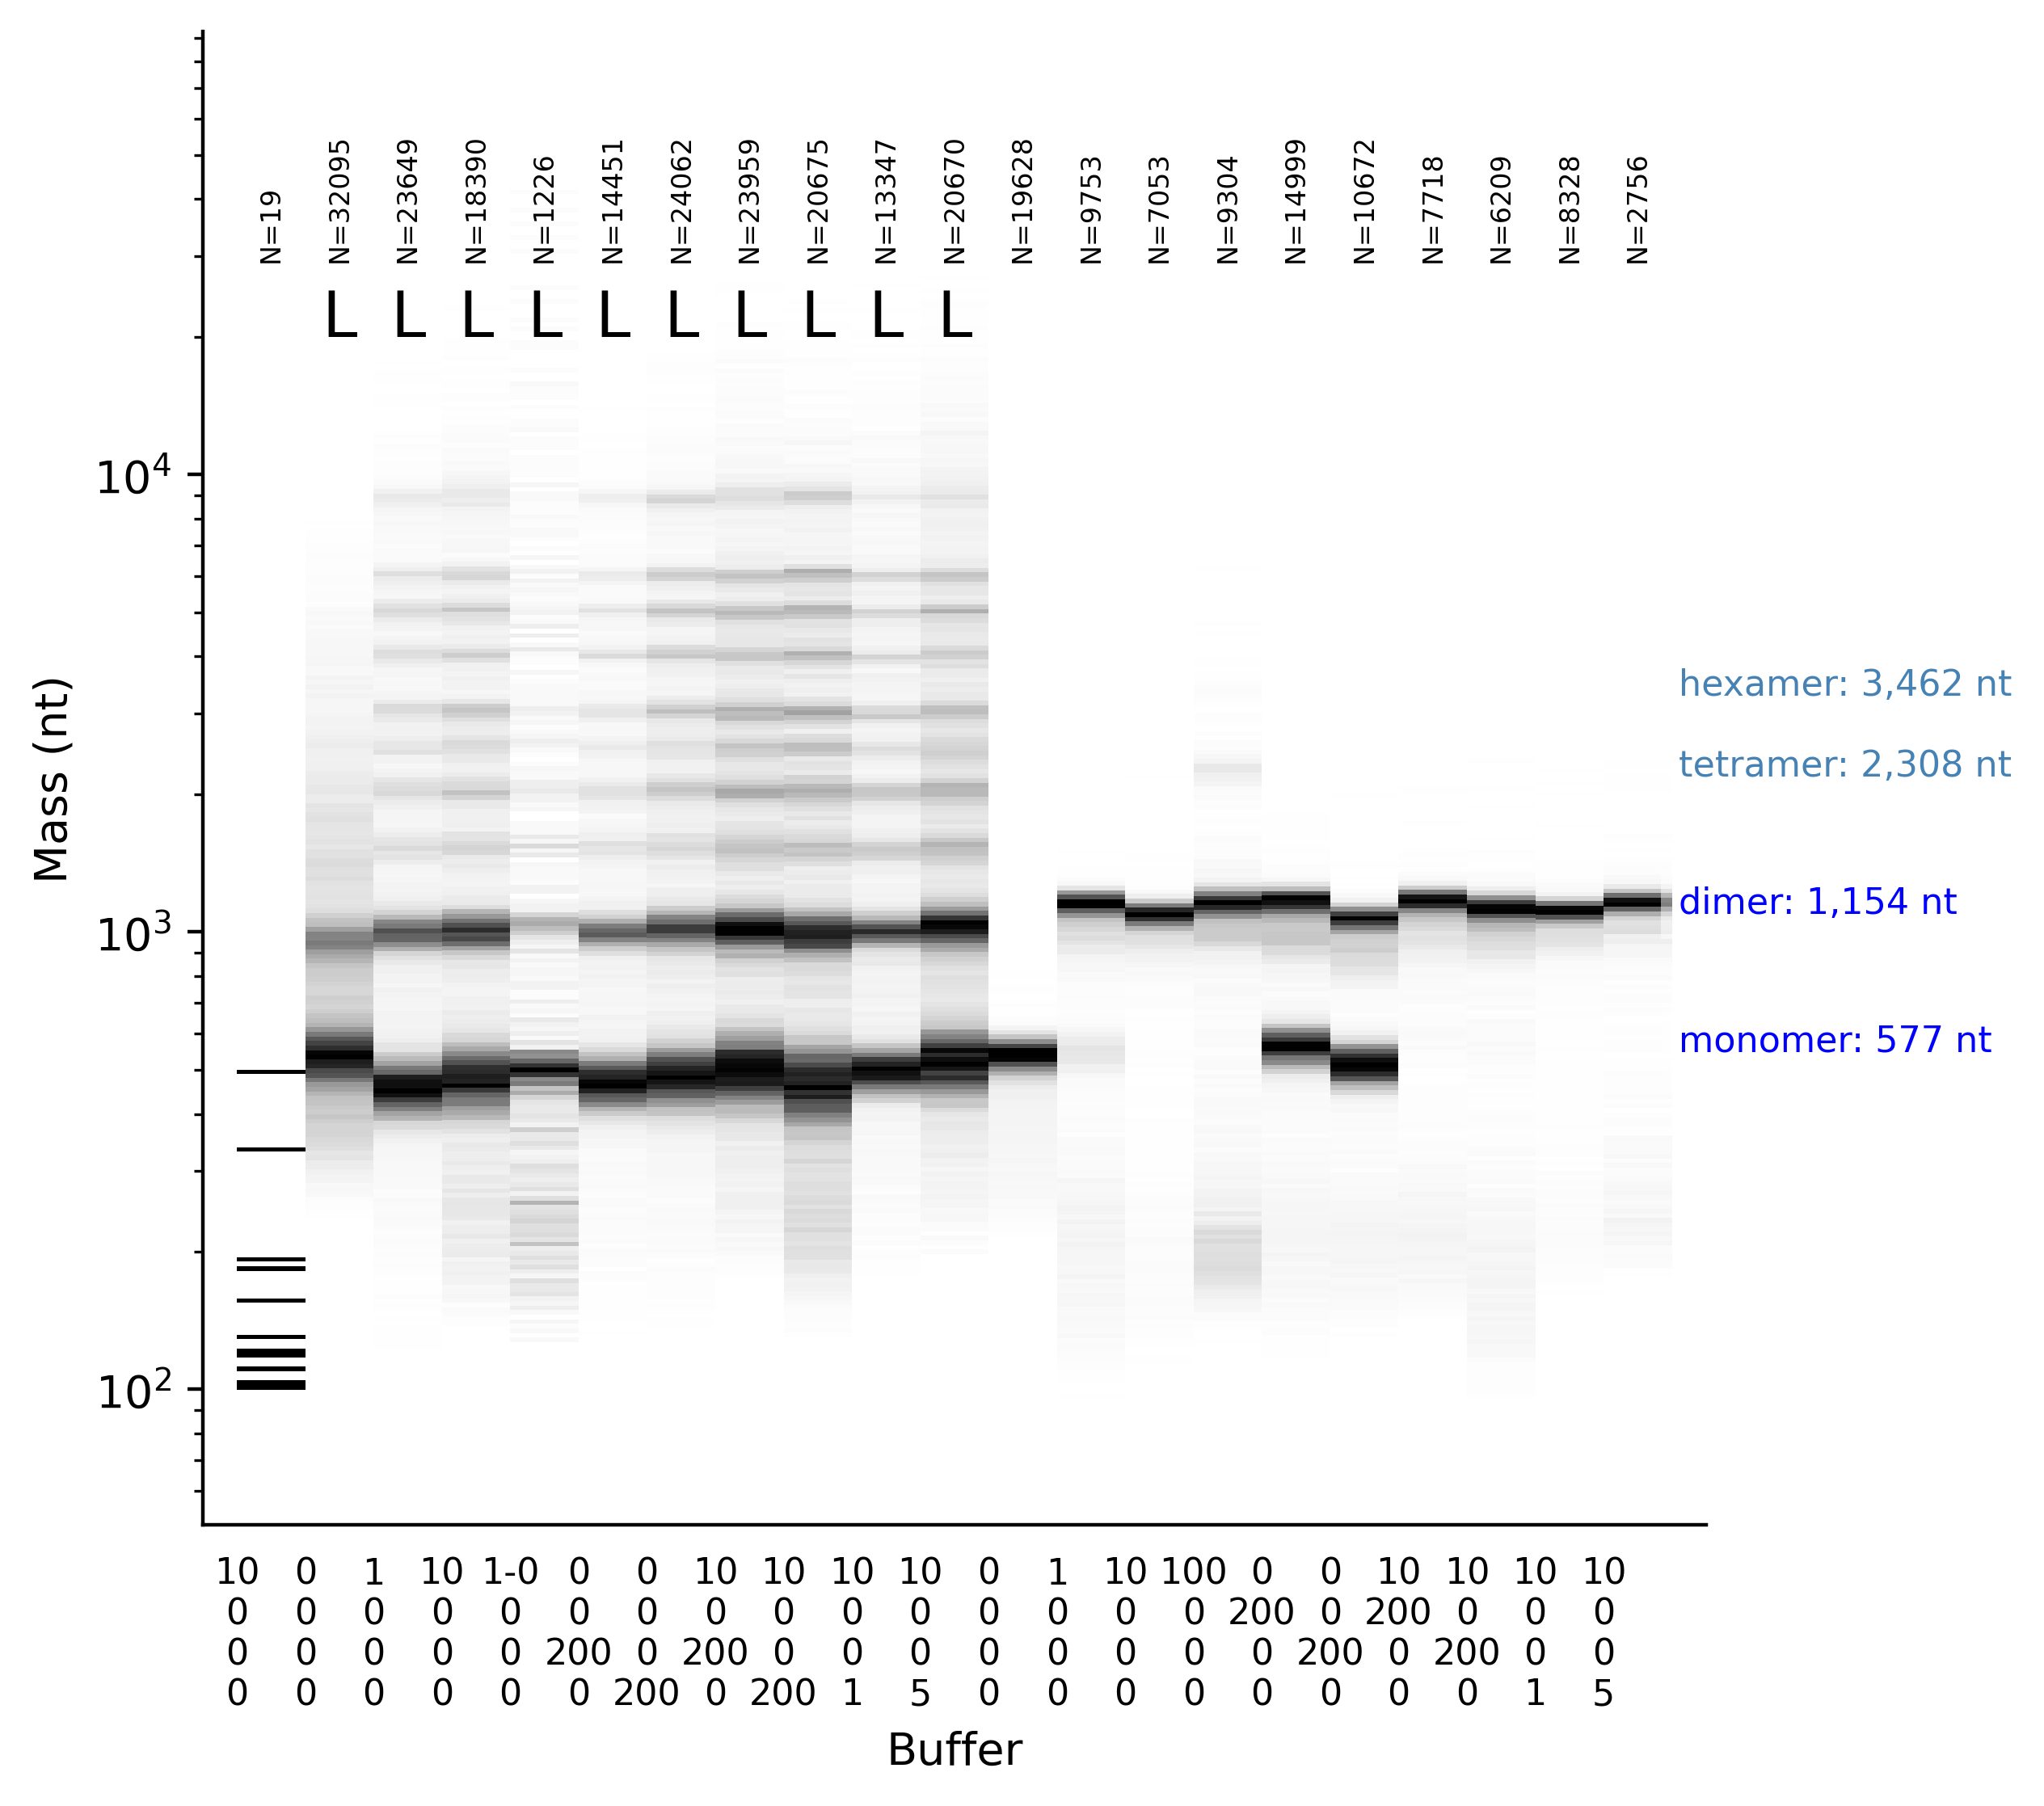 N=19 N=32095 N=23649 N=18390 N=1226 N=14451 N=24062 N=23959 N=20675 N=13347 N=20670 N=19628 N=9753 N=7053 N=9304 N=14999 N=10672 N=7718 N=6209 N=8328 N=2756
L L L L L L L L L L
10⁴
10³
10²
Mass (nt)
hexamer: 3,462 nt
tetramer: 2,308 nt
dimer: 1,154 nt
monomer: 577 nt
10 0 1 10 1-0 0 0 10 10 10 10 0 1 10 100 0 0 10 10 10 10
0 0 0 0 0 0 0 0 0 0 0 0 0 0 0 200 0 200 0 0 0
0 0 0 0 0 200 0 200 0 0 0 0 0 0 0 0 200 0 200 0 0
0 0 0 0 0 0 200 0 200 1 5 0 0 0 0 0 0 0 0 1 5
Buffer